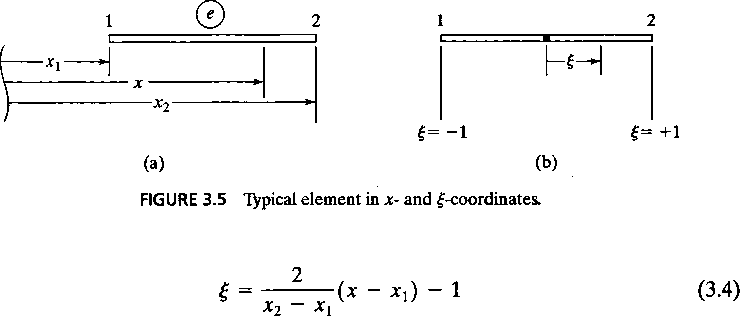 1 e 2
x₁
x
x₂
(a)
1 2
ξ
ξ= −1 ξ= +1
(b)
FIGURE 3.5 Typical element in x- and ξ-coordinates.
ξ = 2/(x₂ − x₁) (x − x₁) − 1 (3.4)